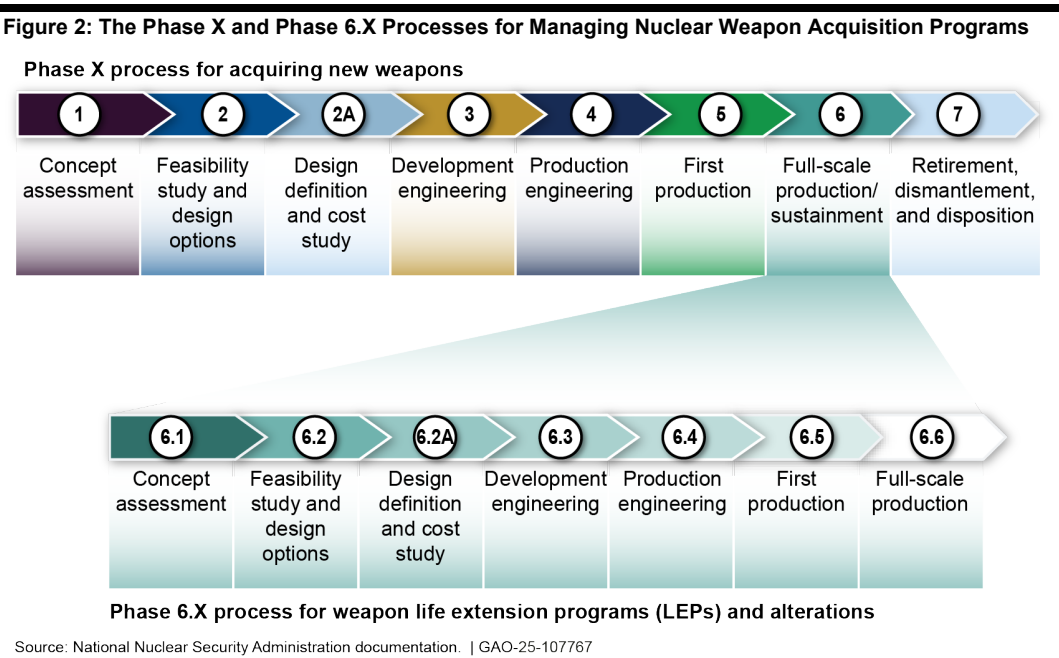 Figure 2: The Phase X and Phase 6.X Processes for Managing Nuclear Weapon Acquisition Programs
Phase X process for acquiring new weapons
1
Concept
assessment
2
Feasibility
study and
design
options
2A
Design
definition
and cost
study
3
Development
engineering
4
Production
engineering
5
First
production
6
Full-scale
production/
sustainment
7
Retirement,
dismantlement,
and disposition
6.1
Concept
assessment
6.2
Feasibility
study and
design
options
6.2A
Design
definition
and cost
study
6.3
Development
engineering
6.4
Production
engineering
6.5
First
production
6.6
Full-scale
production
Phase 6.X process for weapon life extension programs (LEPs) and alterations
Source: National Nuclear Security Administration documentation. | GAO-25-107767